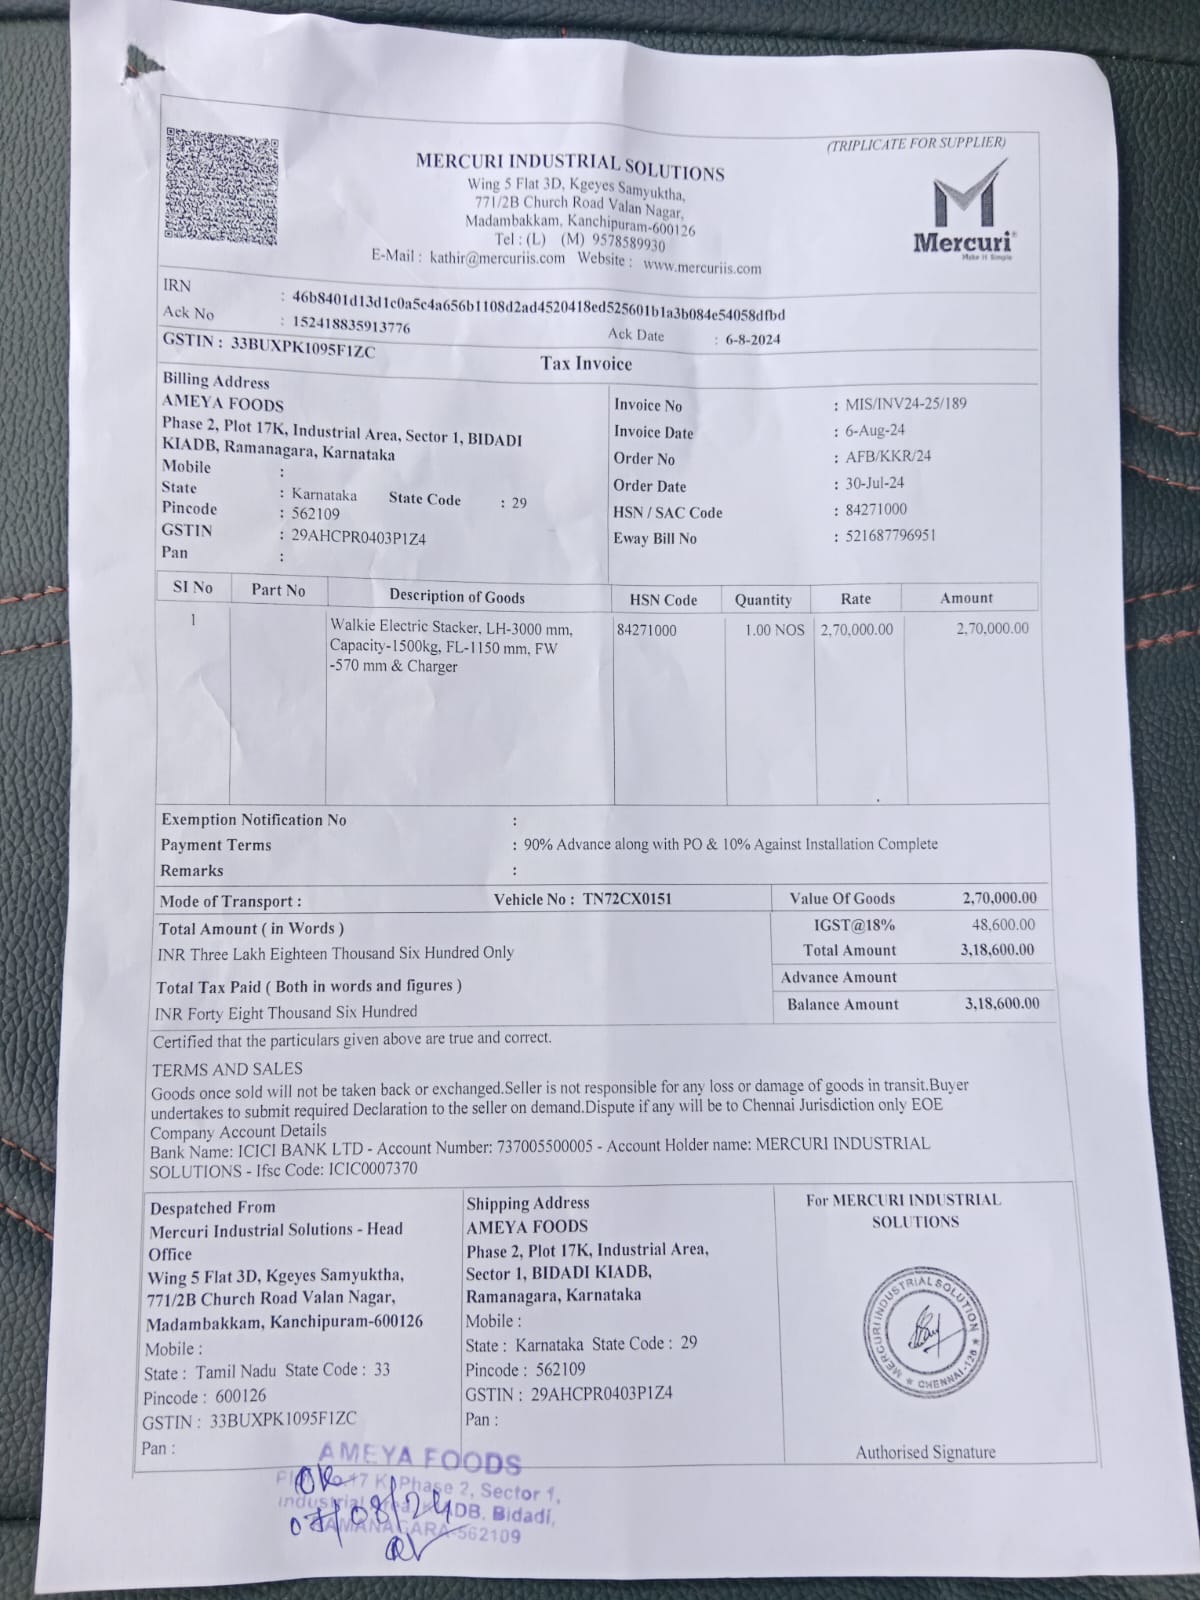 (TRIPLICATE FOR SUPPLIER)
MERCURI INDUSTRIAL SOLUTIONS
Wing 5 Flat 3D, Kgeyes Samyuktha,
771/2B Church Road Valan Nagar,
Madambakkam, Kanchipuram-600126
Tel : (L) (M) 9578589930
E-Mail : kathir@mercuriis.com Website : www.mercuriis.com
Mercuri
Make it Simple
IRN : 46b8401d13d1c0a5c4a656b1108d2ad4520418ed525601b1a3b084e54058dfbd
Ack No : 152418835913776 Ack Date : 6-8-2024
GSTIN : 33BUXPK1095F1ZC
Tax Invoice
Billing Address
AMEYA FOODS
Phase 2, Plot 17K, Industrial Area, Sector 1, BIDADI
KIADB, Ramanagara, Karnataka
Mobile :
State : Karnataka State Code : 29
Pincode : 562109
GSTIN : 29AHCPR0403P1Z4
Pan :
Invoice No : MIS/INV24-25/189
Invoice Date : 6-Aug-24
Order No : AFB/KKR/24
Order Date : 30-Jul-24
HSN / SAC Code : 84271000
Eway Bill No : 521687796951
SI No Part No Description of Goods HSN Code Quantity Rate Amount
1 Walkie Electric Stacker, LH-3000 mm, 84271000 1.00 NOS 2,70,000.00 2,70,000.00
Capacity-1500kg, FL-1150 mm, FW
-570 mm & Charger
Exemption Notification No :
Payment Terms : 90% Advance along with PO & 10% Against Installation Complete
Remarks :
Mode of Transport : Vehicle No : TN72CX0151
Value Of Goods 2,70,000.00
IGST@18% 48,600.00
Total Amount 3,18,600.00
Advance Amount
Balance Amount 3,18,600.00
Total Amount ( in Words )
INR Three Lakh Eighteen Thousand Six Hundred Only
Total Tax Paid ( Both in words and figures )
INR Forty Eight Thousand Six Hundred
Certified that the particulars given above are true and correct.
TERMS AND SALES
Goods once sold will not be taken back or exchanged.Seller is not responsible for any loss or damage of goods in transit.Buyer
undertakes to submit required Declaration to the seller on demand.Dispute if any will be to Chennai Jurisdiction only EOE
Company Account Details
Bank Name: ICICI BANK LTD - Account Number: 737005500005 - Account Holder name: MERCURI INDUSTRIAL
SOLUTIONS - Ifsc Code: ICIC0007370
Despatched From
Mercuri Industrial Solutions - Head
Office
Wing 5 Flat 3D, Kgeyes Samyuktha,
771/2B Church Road Valan Nagar,
Madambakkam, Kanchipuram-600126
Mobile :
State : Tamil Nadu State Code : 33
Pincode : 600126
GSTIN : 33BUXPK1095F1ZC
Pan :
Shipping Address
AMEYA FOODS
Phase 2, Plot 17K, Industrial Area,
Sector 1, BIDADI KIADB,
Ramanagara, Karnataka
Mobile :
State : Karnataka State Code : 29
Pincode : 562109
GSTIN : 29AHCPR0403P1Z4
Pan :
For MERCURI INDUSTRIAL
SOLUTIONS
MERCURI INDUSTRIAL SOLUTION
★ CHENNAI-126 ★
Authorised Signature
AMEYA FOODS
17 K, Phase 2, Sector 1,
Industrial Bidadi,
RAMANAGARA-562109
OK
07/08/24